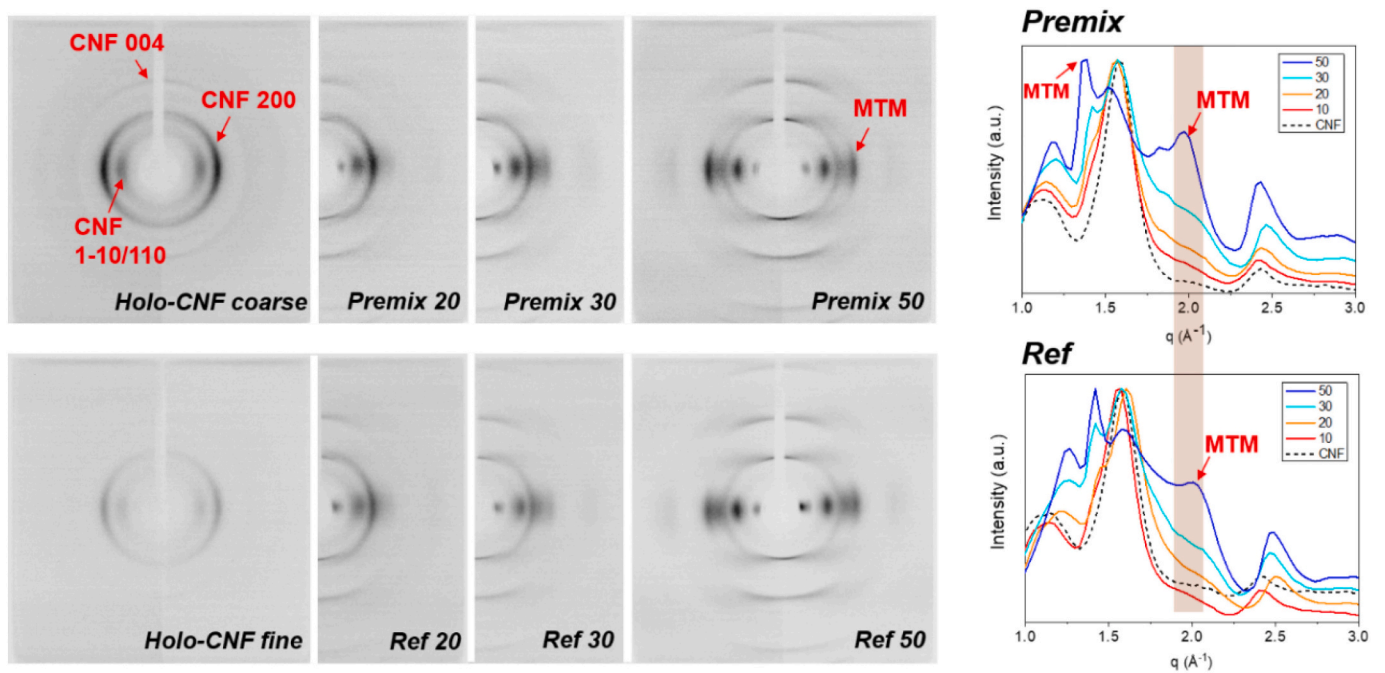 CNF 004
CNF 200
CNF
1-10/110
Holo-CNF coarse
Premix 20
Premix 30
MTM
Premix 50
Holo-CNF fine
Ref 20
Ref 30
Ref 50
Premix
MTM
MTM
50
30
20
10
CNF
Intensity (a.u.)
1.0 1.5 2.0 2.5 3.0
q (Å-1)
Ref
MTM
50
30
20
10
CNF
Intensity (a.u.)
1.0 1.5 2.0 2.5 3.0
q (Å-1)